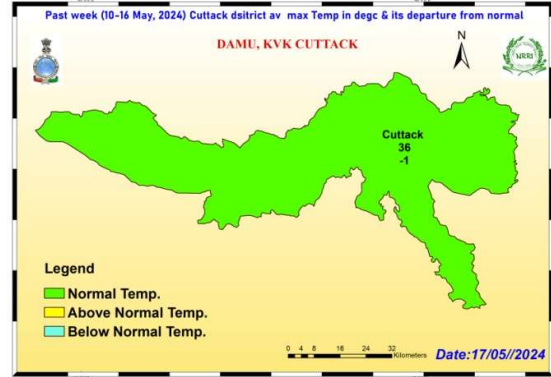 Past week (10-16 May, 2024) Cuttack dsitrict av  max Temp in degc & its departure from normal
DAMU, KVK CUTTACK
N
NRRI
Cuttack
36
-1
Legend
Normal Temp.
Above Normal Temp.
Below Normal Temp.
0 4 8 16 24 32
Kilometers
Date:17/05//2024